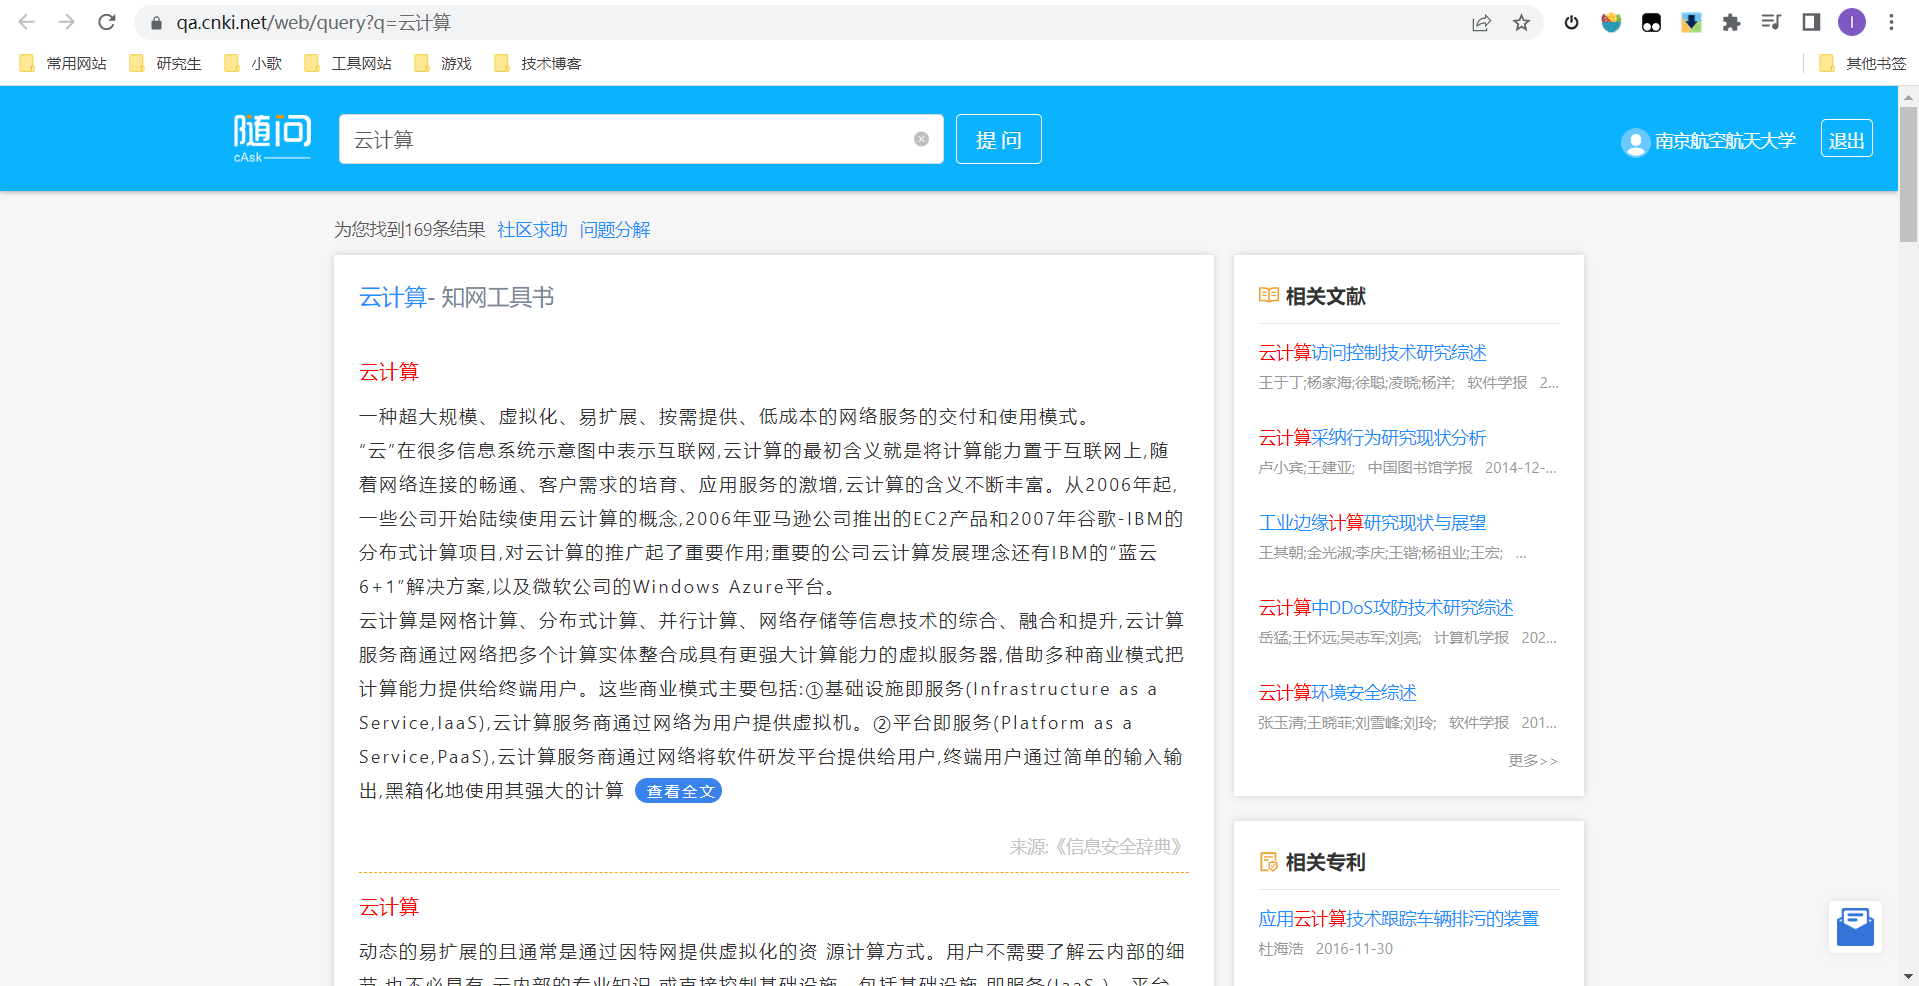 qa.cnki.net/web/query?q=云计算
I
常用网站 研究生 小歌 工具网站 游戏 技术博客 其他书签
随问
cAsk
云计算
提 问
南京航空航天大学
退出
为您找到169条结果 社区求助 问题分解
云计算- 知网工具书
云计算
一种超大规模、虚拟化、易扩展、按需提供、低成本的网络服务的交付和使用模式。
“云”在很多信息系统示意图中表示互联网,云计算的最初含义就是将计算能力置于互联网上,随
着网络连接的畅通、客户需求的培育、应用服务的激增,云计算的含义不断丰富。从2006年起,
一些公司开始陆续使用云计算的概念,2006年亚马逊公司推出的EC2产品和2007年谷歌-IBM的
分布式计算项目,对云计算的推广起了重要作用;重要的公司云计算发展理念还有IBM的“蓝云
6+1”解决方案,以及微软公司的Windows Azure平台。
云计算是网格计算、分布式计算、并行计算、网络存储等信息技术的综合、融合和提升,云计算
服务商通过网络把多个计算实体整合成具有更强大计算能力的虚拟服务器,借助多种商业模式把
计算能力提供给终端用户。这些商业模式主要包括:①基础设施即服务(Infrastructure as a
Service,IaaS),云计算服务商通过网络为用户提供虚拟机。②平台即服务(Platform as a
Service,PaaS),云计算服务商通过网络将软件研发平台提供给用户,终端用户通过简单的输入输
出,黑箱化地使用其强大的计算 查看全文
来源:《信息安全辞典》
云计算
动态的易扩展的且通常是通过因特网提供虚拟化的资 源计算方式。用户不需要了解云内部的细
节,也不必具有 云内部的专业知识,或直接控制基础设施。包括基础设施 即服务(IaaS )、平台
相关文献
云计算访问控制技术研究综述
王于丁;杨家海;徐聪;凌晓;杨洋; 软件学报 2...
云计算采纳行为研究现状分析
卢小宾;王建亚; 中国图书馆学报 2014-12-...
工业边缘计算研究现状与展望
王其朝;金光淑;李庆;王锴;杨祖业;王宏; ...
云计算中DDoS攻防技术研究综述
岳猛;王怀远;吴志军;刘亮; 计算机学报 202...
云计算环境安全综述
张玉清;王晓菲;刘雪峰;刘玲; 软件学报 201...
更多>>
相关专利
应用云计算技术跟踪车辆排污的装置
杜海浩 2016-11-30